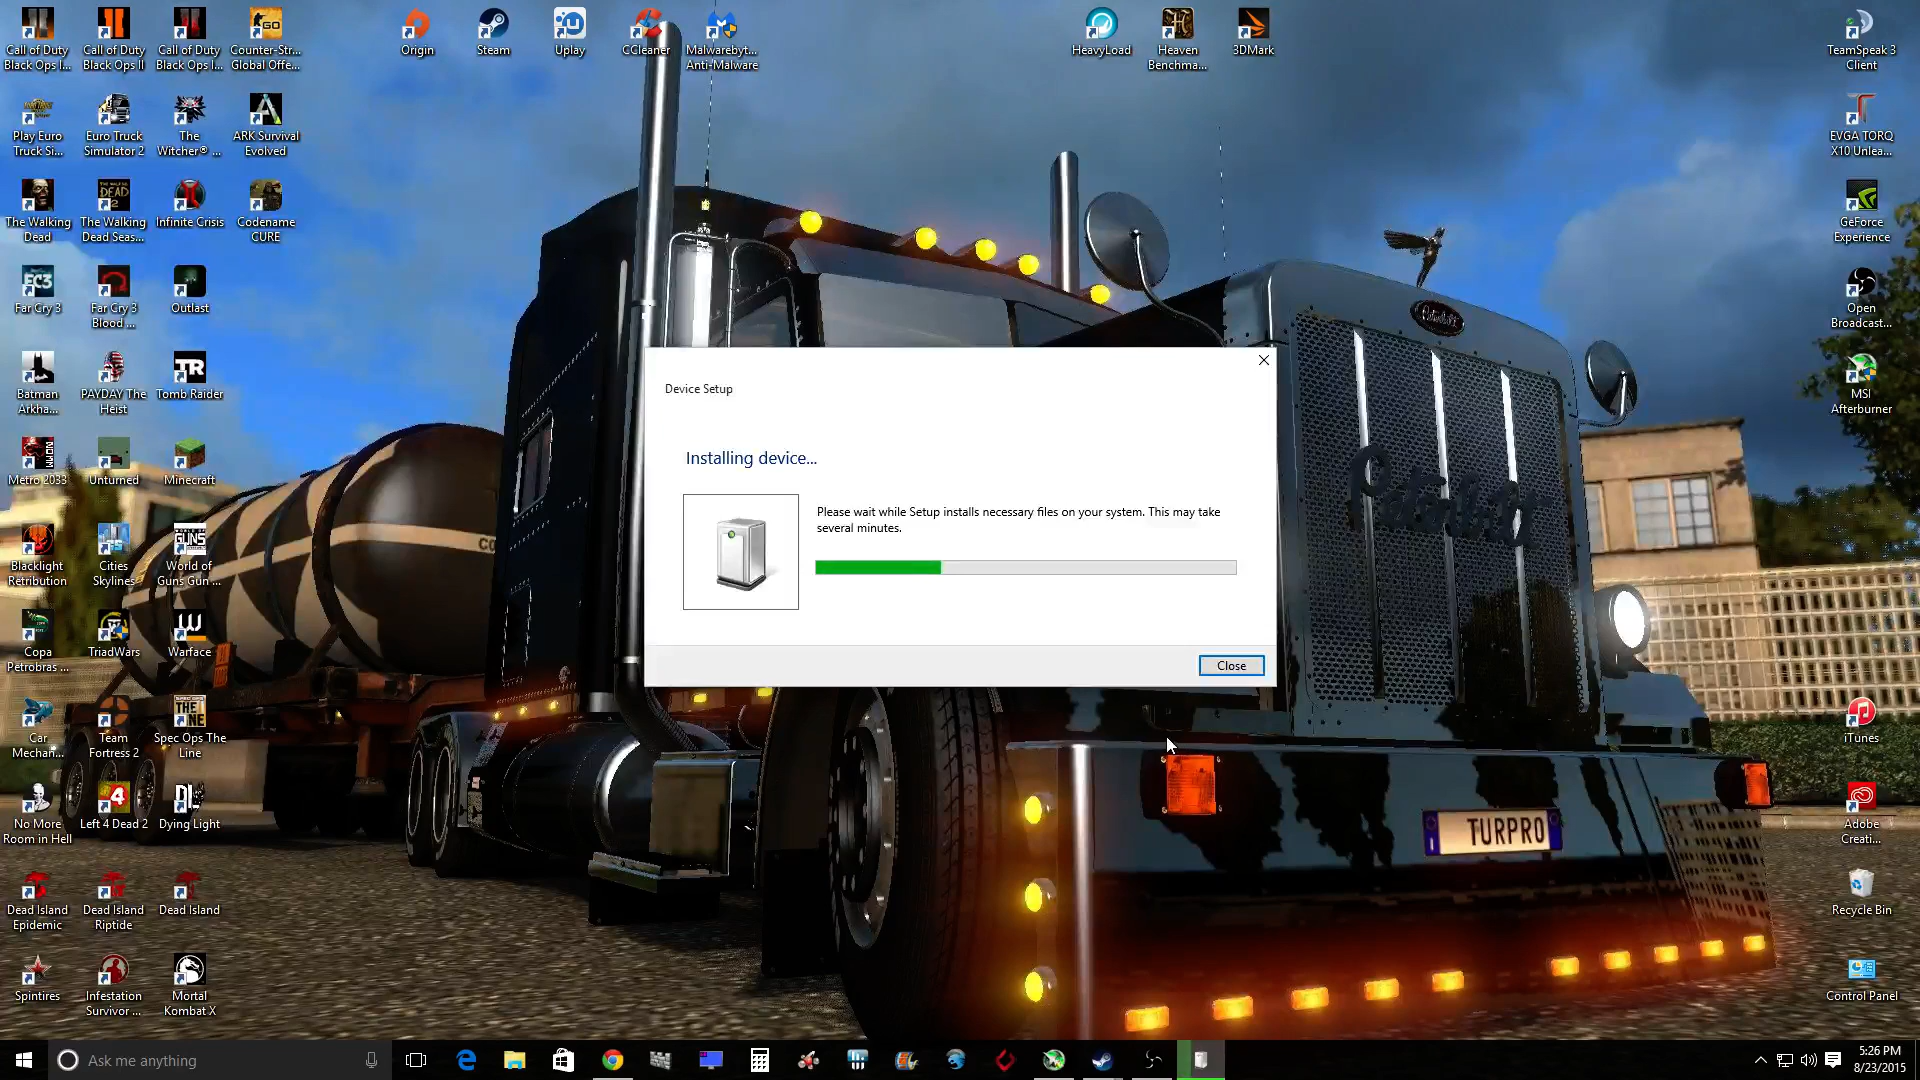 Call of Duty
Black Ops I...
Call of Duty
Black Ops II
Call of Duty
Black Ops I...
Counter-Str...
Global Offe...
Origin
Steam
Uplay
CCleaner
Malwarebyt...
Anti-Malware
HeavyLoad
Heaven
Benchma...
3DMark
TeamSpeak 3
Client
Play Euro
Truck Si...
Euro Truck
Simulator 2
The
Witcher® ...
ARK Survival
Evolved
EVGA TORQ
X10 Unlea...
The Walking
Dead
The Walking
Dead Seas...
Infinite Crisis
Codename
CURE
GeForce
Experience
Far Cry 3
Far Cry 3
Blood ...
Outlast
Open
Broadcast...
Batman
Arkha...
PAYDAY The
Heist
Tomb Raider
MSI
Afterburner
Metro 2033
Unturned
Minecraft
Blacklight
Retribution
Cities
Skylines
World of
Guns Gun ...
Copa
Petrobras ...
TriadWars
Warface
Car
Mechan...
Team
Fortress 2
Spec Ops The
Line
iTunes
No More
Room in Hell
Left 4 Dead 2
Dying Light
Adobe
Creati...
Dead Island
Epidemic
Dead Island
Riptide
Dead Island
Recycle Bin
Spintires
Infestation
Survivor ...
Mortal
Kombat X
Control Panel
Device Setup
Installing device...
Please wait while Setup installs necessary files on your system. This may take
several minutes.
Close
Peterbilt
TURPRO
Ask me anything
5:26 PM
8/23/2015